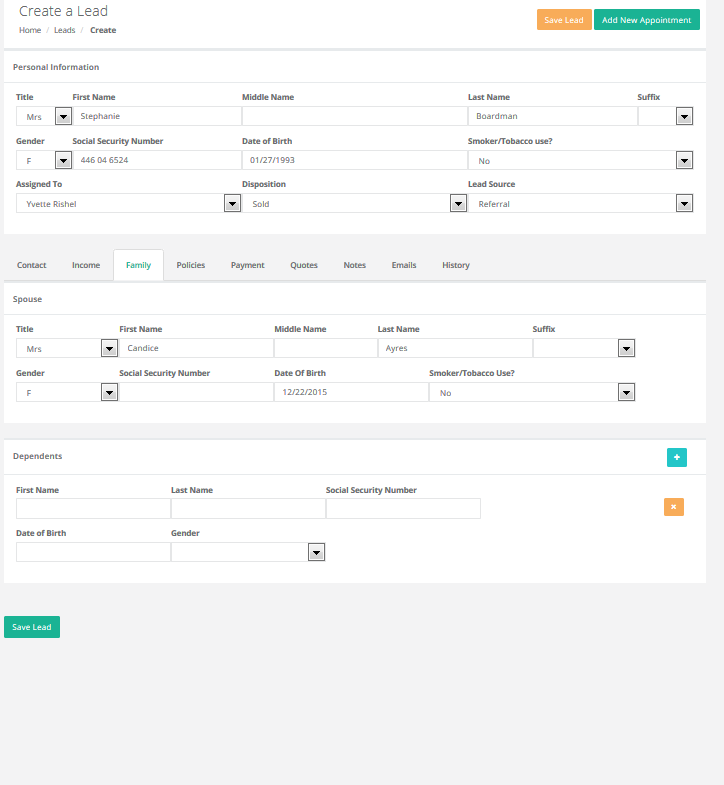 Create a Lead
Home / Leads / Create
Save Lead Add New Appointment
Personal Information
Title First Name Middle Name Last Name Suffix
Mrs Stephanie Boardman
Gender Social Security Number Date of Birth Smoker/Tobacco use?
F 446 04 6524 01/27/1993 No
Assigned To Disposition Lead Source
Yvette Rishel Sold Referral
Contact Income Family Policies Payment Quotes Notes Emails History
Spouse
Title First Name Middle Name Last Name Suffix
Mrs Candice Ayres
Gender Social Security Number Date Of Birth Smoker/Tobacco Use?
F 12/22/2015 No
Dependents +
First Name Last Name Social Security Number
x
Date of Birth Gender
Save Lead